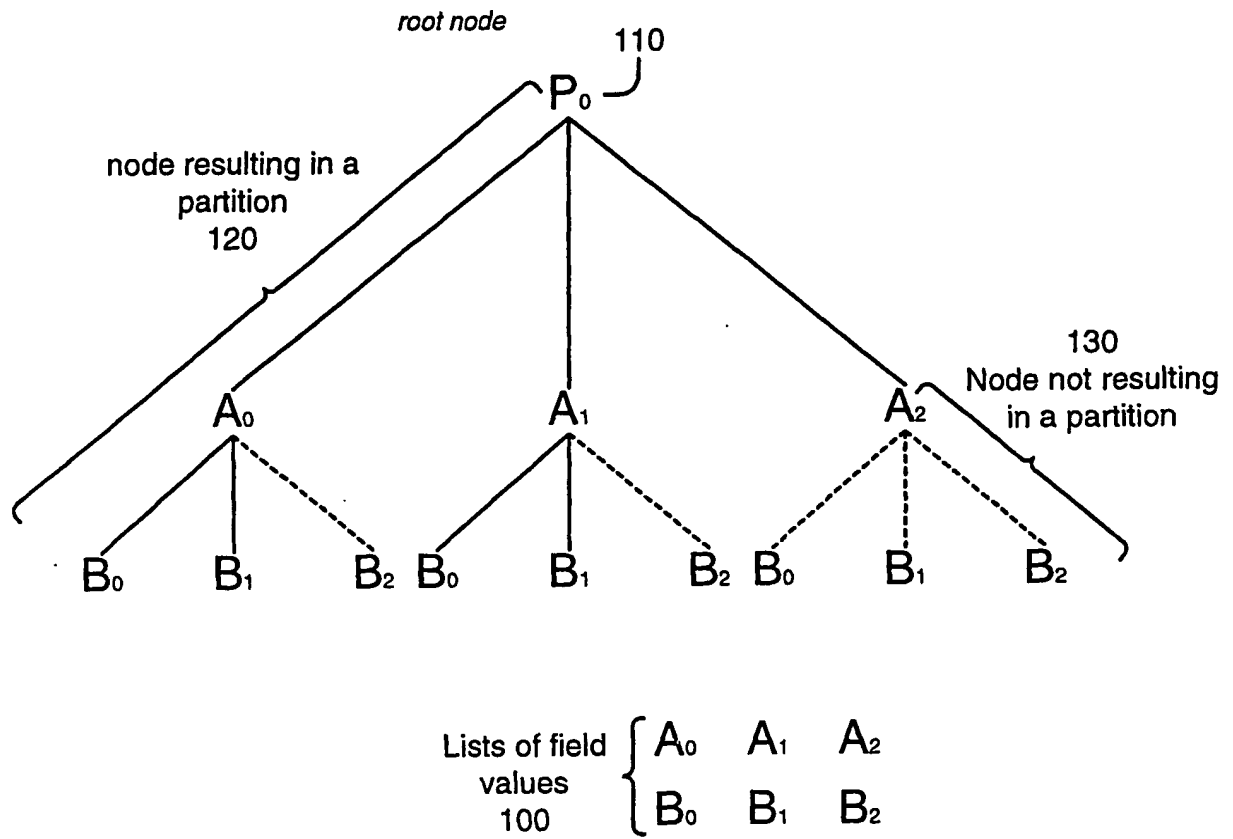 root node
110
P₀
node resulting in a
partition
120
130
Node not resulting
in a partition
A₀ A₁ A₂
B₀ B₁ B₂ B₀ B₁ B₂ B₀ B₁ B₂
Lists of field
values
100
A₀ A₁ A₂
B₀ B₁ B₂